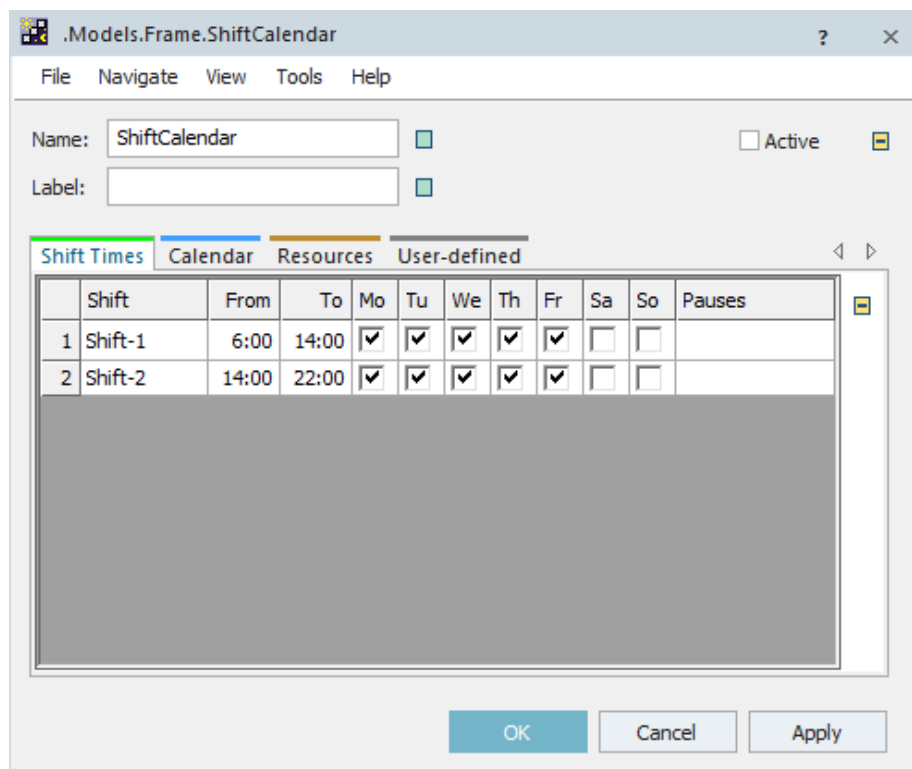 .Models.Frame.ShiftCalendar ? ×
File Navigate View Tools Help
Name: ShiftCalendar Active
Label:
Shift Times Calendar Resources User-defined
Shift From To Mo Tu We Th Fr Sa So Pauses
1 Shift-1 6:00 14:00
2 Shift-2 14:00 22:00
OK Cancel Apply